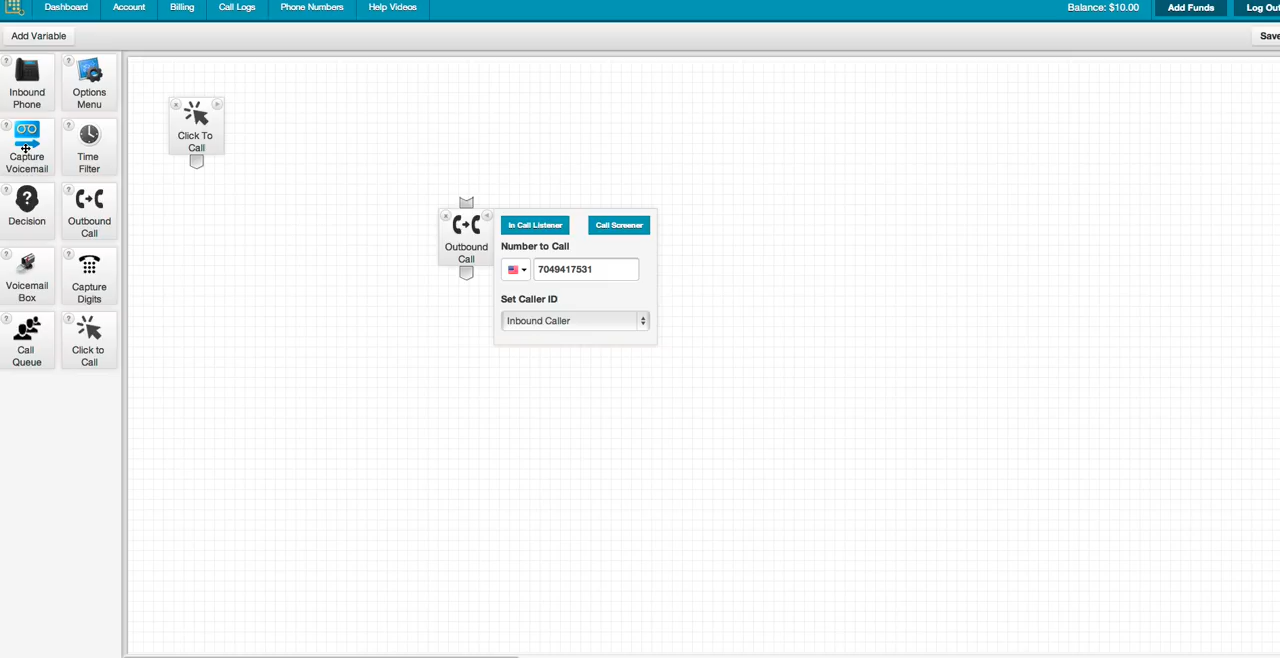 Dashboard Account Billing Call Logs Phone Numbers Help Videos Balance: $10.00 Add Funds Log Out
Add Variable Save
? Inbound Phone
? Options Menu
? Capture Voicemail
? Time Filter
? Decision
? Outbound Call
? Voicemail Box
? Capture Digits
? Call Queue
? Click to Call
Click To
Call
Outbound
Call
In Call Listener Call Screener
Number to Call
7049417531
Set Caller ID
Inbound Caller